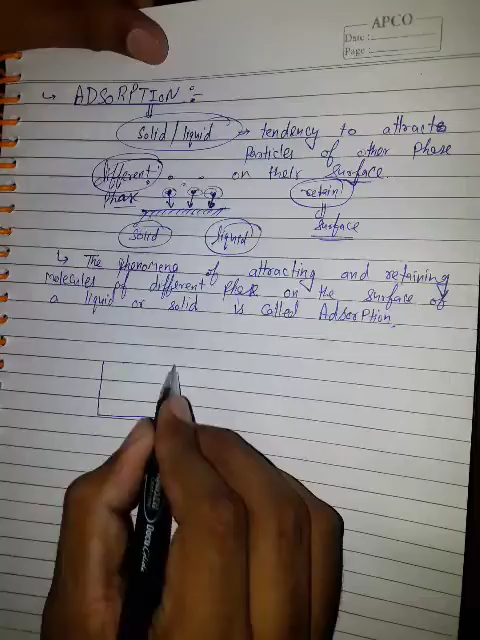 APCO
Date :
Page :
↳ ADSORPTION :-
solid / liquid → tendency to attracts
Particles of other Phase
on their surface.
different phase
retain
surface
solid
liquid
↳ The phenomena of attracting and retaining
molecules of different phase on the surface of
a liquid or solid is called Adsorption.